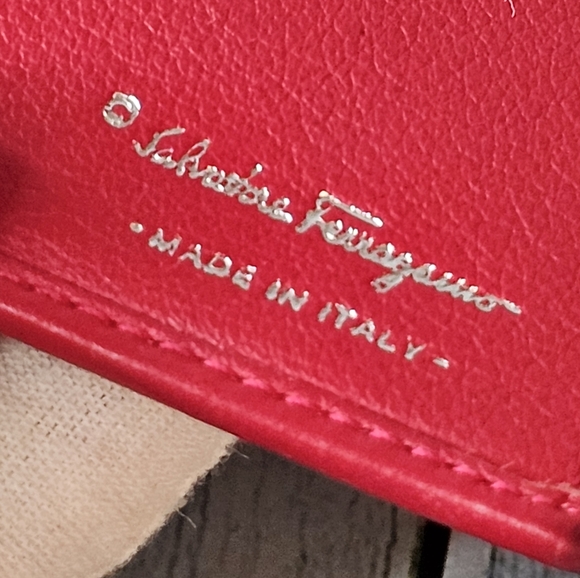 © Salvatore Ferragamo
-MADE IN ITALY-